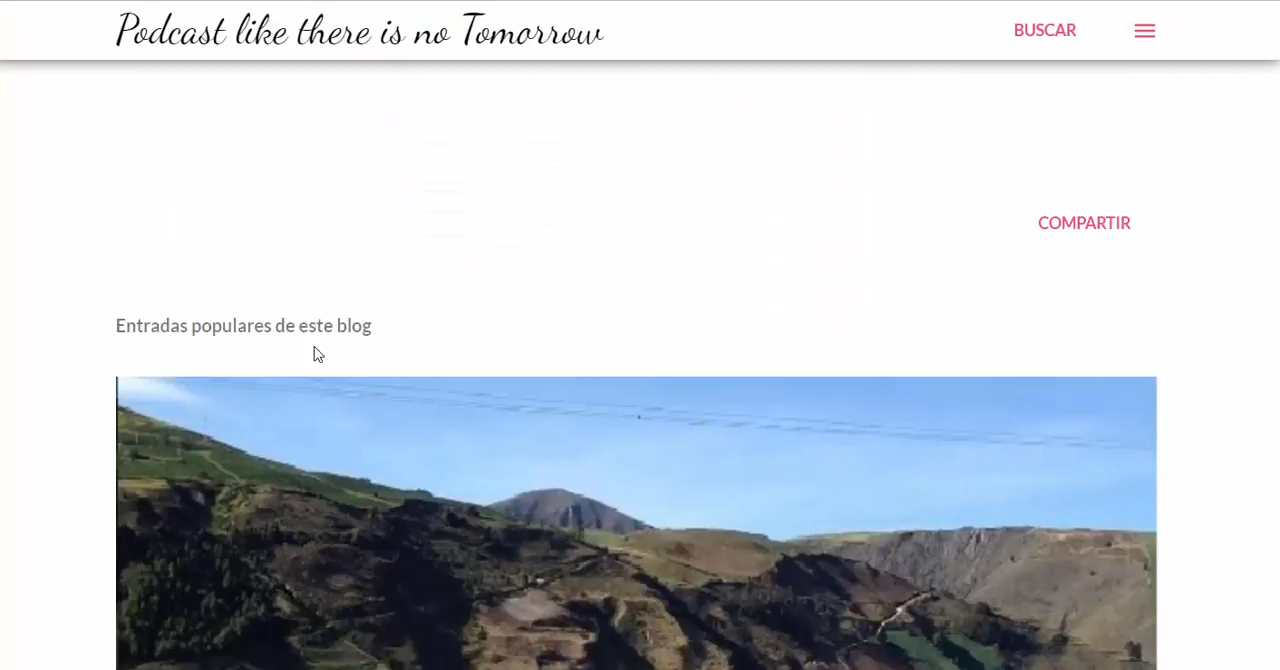 Podcast like there is no Tomorrow
BUSCAR
COMPARTIR
Entradas populares de este blog